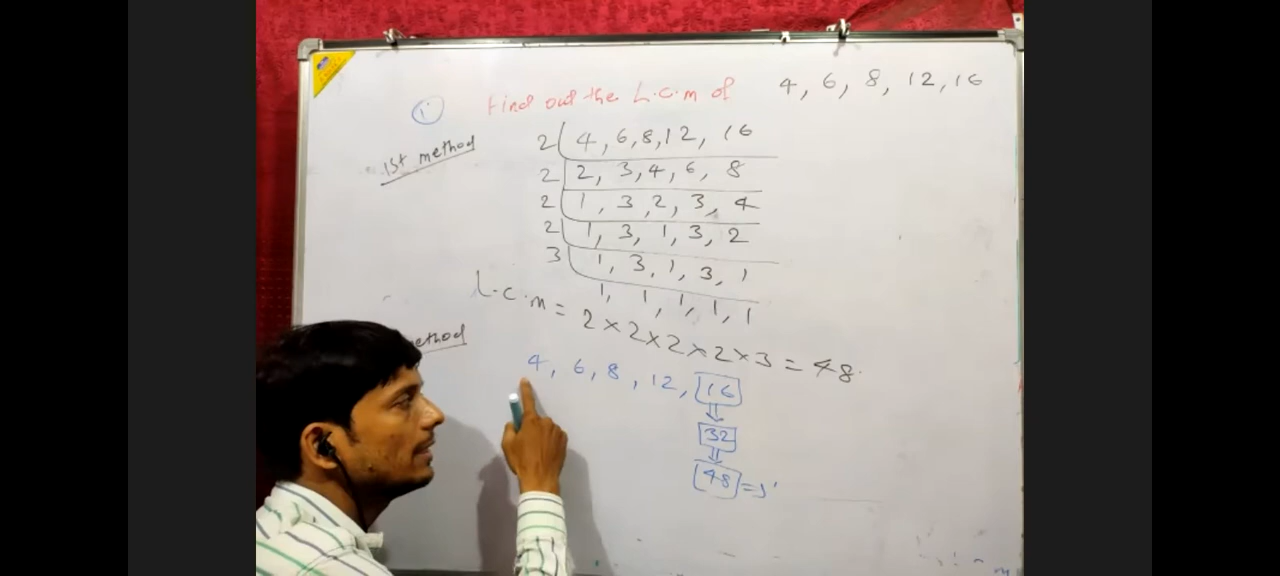 i Find out the L.C.M of 4, 6, 8, 12, 16
1st method
2 4, 6, 8, 12, 16
2 2, 3, 4, 6, 8
2 1, 3, 2, 3, 4
2 1, 3, 1, 3, 2
3 1, 3, 1, 3, 1
1, 1, 1, 1, 1
L.C.M = 2 × 2 × 2 × 2 × 3 = 48.
4, 6, 8, 12, 16
32
48 =